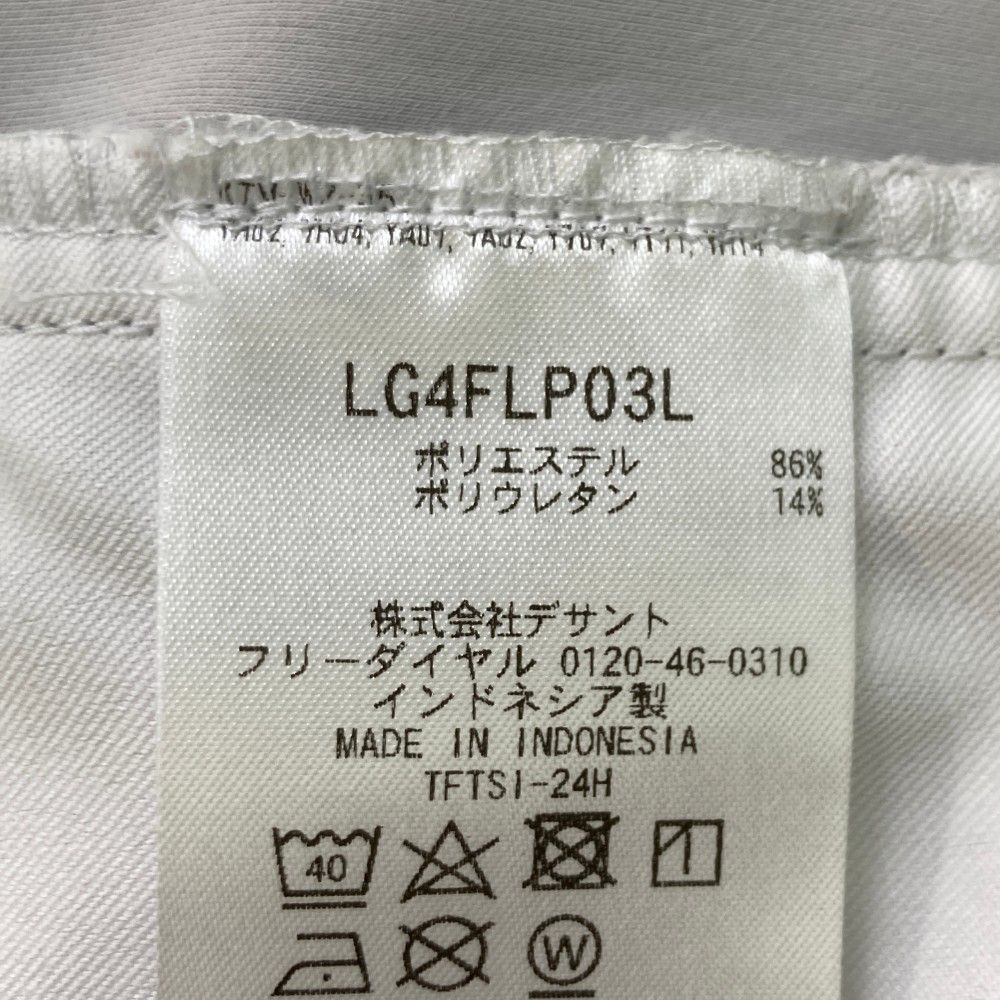 LG4FLP03L
ポリエステル 86%
ポリウレタン 14%
株式会社デサント
フリーダイヤル 0120-46-0310
インドネシア製
MADE IN INDONESIA
TFTSI-24H
40
W